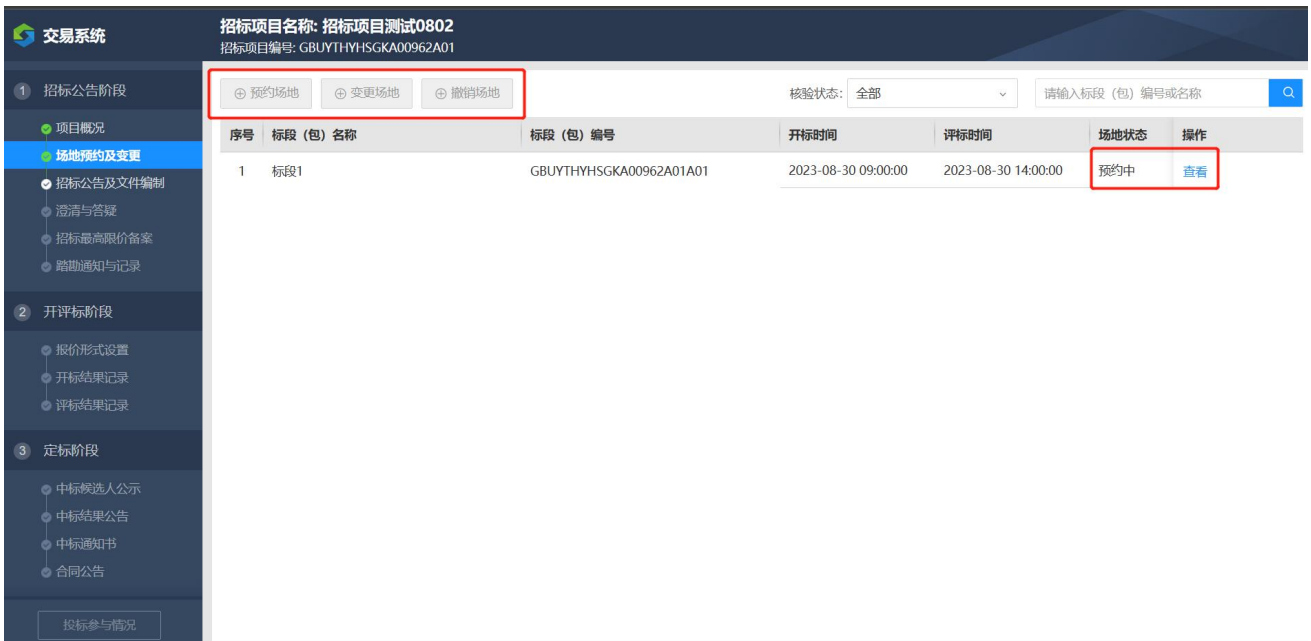 交易系统
招标项目名称: 招标项目测试0802
招标项目编号: GBUYTHYHSGKA00962A01
1 招标公告阶段
项目概况
场地预约及变更
招标公告及文件编制
澄清与答疑
招标最高限价备案
踏勘通知与记录
2 开评标阶段
报价形式设置
开标结果记录
评标结果记录
3 定标阶段
中标候选人公示
中标结果公告
中标通知书
合同公告
投标参与情况
预约场地 变更场地 撤销场地 核验状态: 全部 请输入标段（包）编号或名称
序号 标段（包）名称 标段（包）编号 开标时间 评标时间 场地状态 操作
1 标段1 GBUYTHYHSGKA00962A01A01 2023-08-30 09:00:00 2023-08-30 14:00:00 预约中 查看